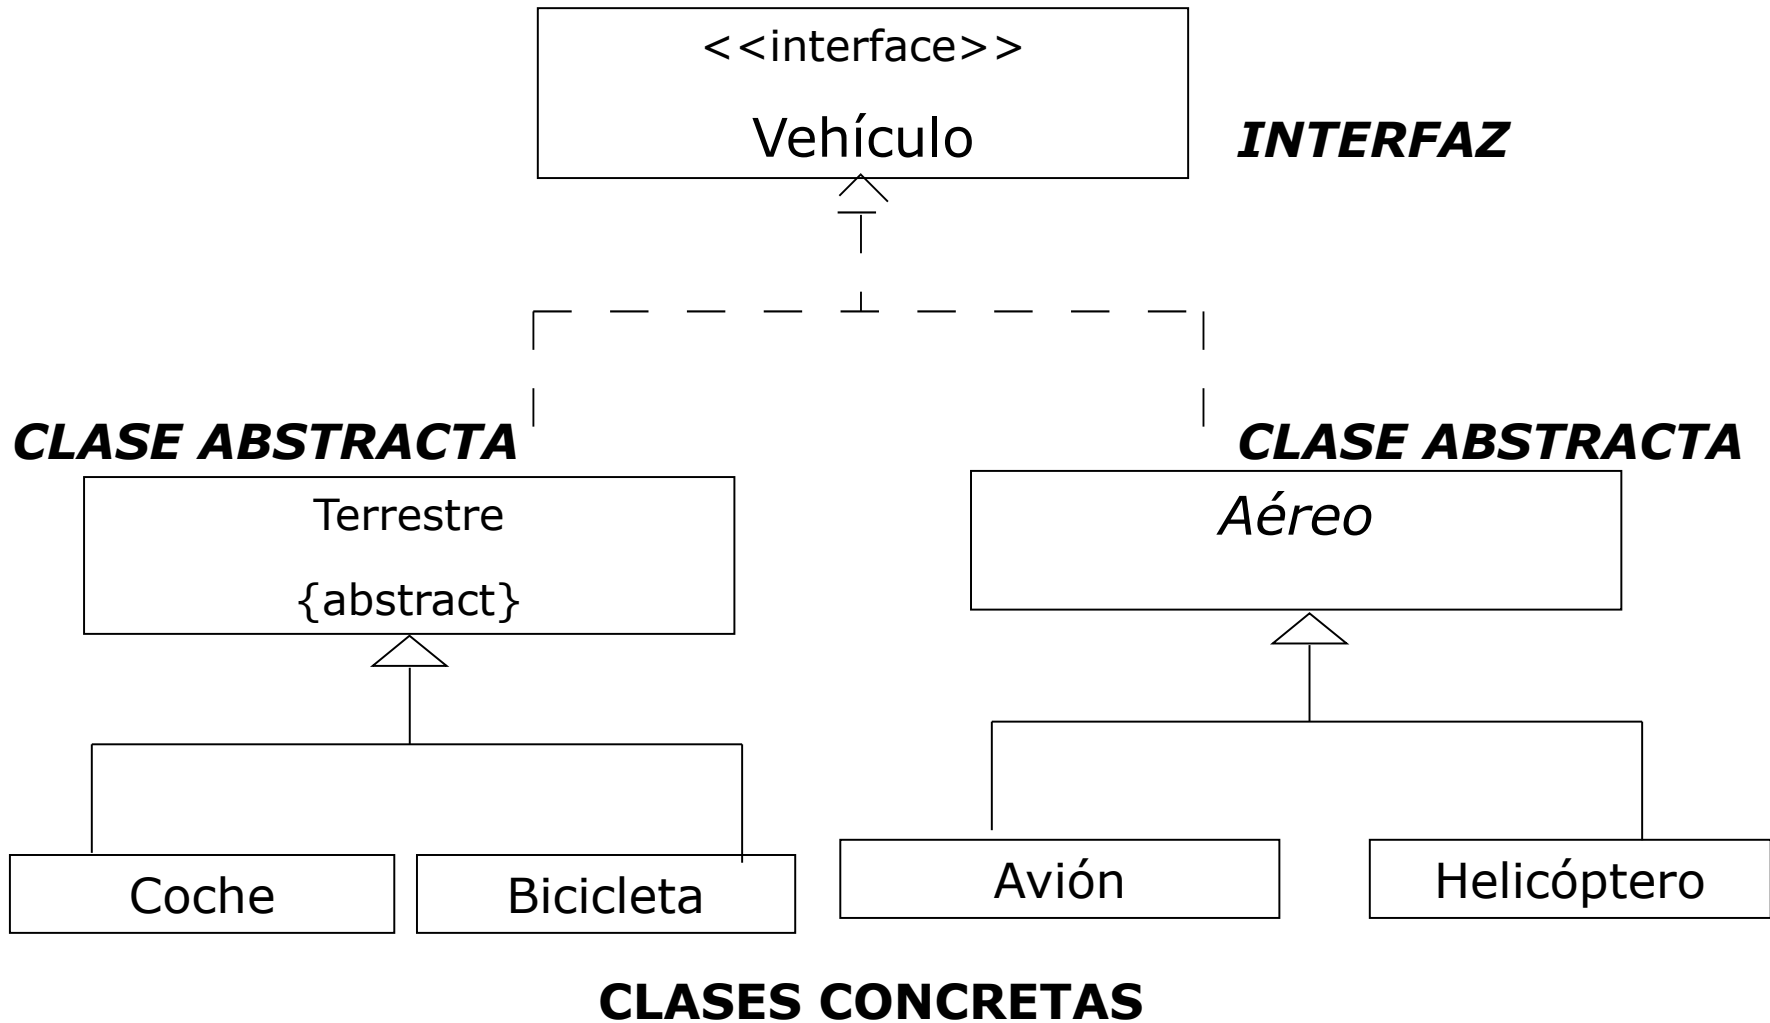 <<interface>>
Vehículo
INTERFAZ
CLASE ABSTRACTA
CLASE ABSTRACTA
Terrestre
{abstract}
Aéreo
Coche
Bicicleta
Avión
Helicóptero
CLASES CONCRETAS